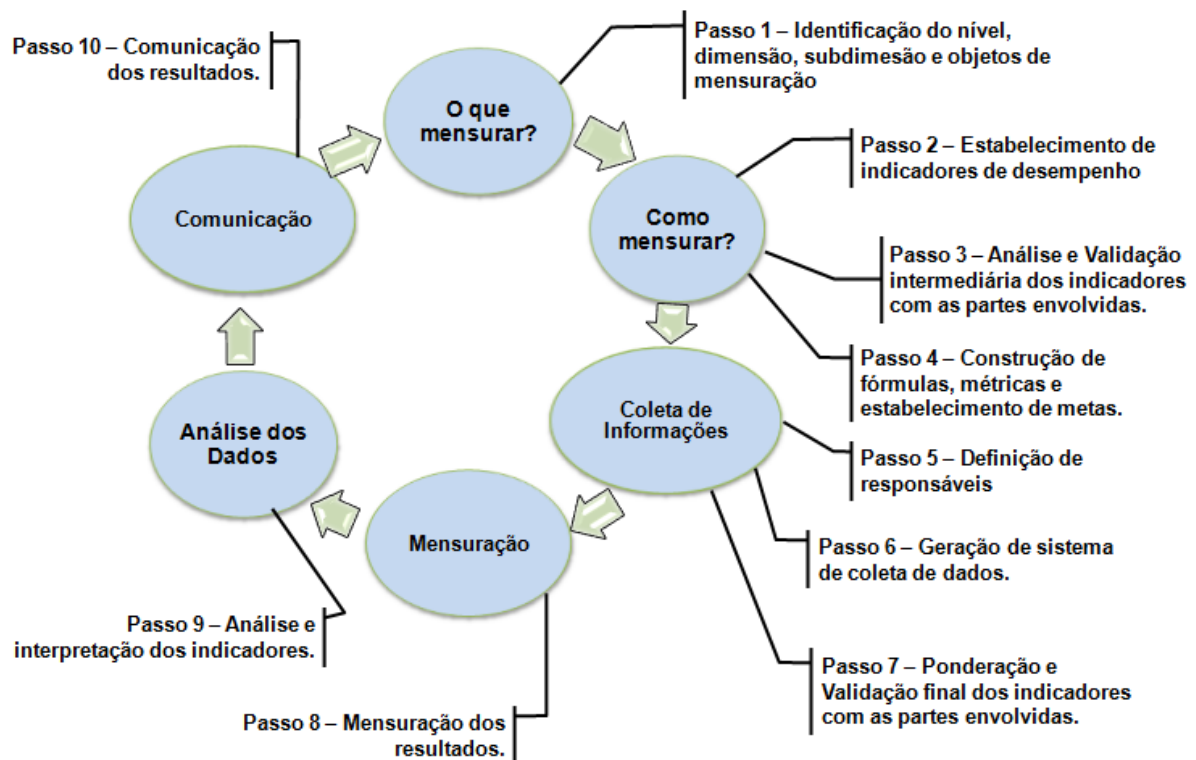 Passo 1 – Identificação do nível,
dimensão, subdimesão e objetos de
mensuração
Passo 10 – Comunicação
dos resultados.
O que
mensurar?
Passo 2 – Estabelecimento de
indicadores de desempenho
Comunicação
Como
mensurar?
Passo 3 – Análise e Validação
intermediária dos indicadores
com as partes envolvidas.
Passo 4 – Construção de
fórmulas, métricas e
estabelecimento de metas.
Coleta de
Informações
Análise dos
Dados
Passo 5 – Definição de
responsáveis
Mensuração
Passo 6 – Geração de sistema
de coleta de dados.
Passo 9 – Análise e
interpretação dos indicadores.
Passo 7 – Ponderação e
Validação final dos indicadores
com as partes envolvidas.
Passo 8 – Mensuração dos
resultados.